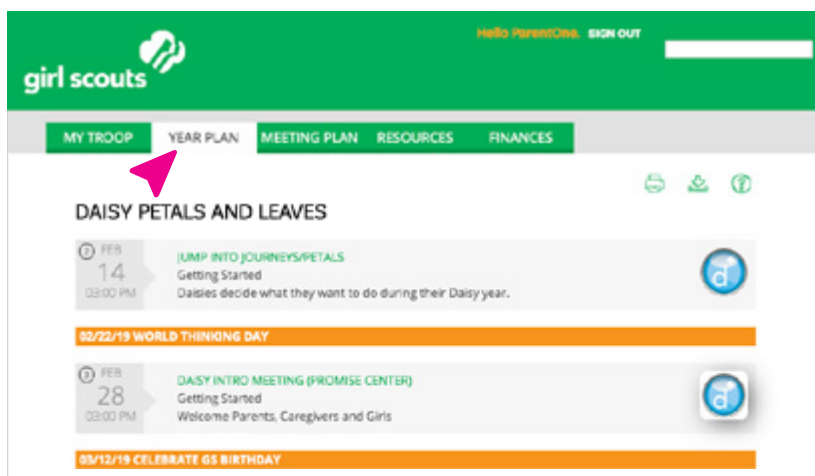 Hello ParentOne. SIGN OUT
girl scouts
MY TROOP YEAR PLAN MEETING PLAN RESOURCES FINANCES
DAISY PETALS AND LEAVES
FEB
14
03:00 PM
JUMP INTO JOURNEYS/PETALS
Getting Started
Daisies decide what they want to do during their Daisy year.
d
02/22/19 WORLD THINKING DAY
FEB
28
03:00 PM
DAISY INTRO MEETING (PROMISE CENTER)
Getting Started
Welcome Parents, Caregivers and Girls
d
03/12/19 CELEBRATE GS BIRTHDAY